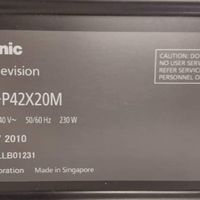 nic
CAUTION: DO
NO USER SERV
REFER SERVIC
PERSONNEL O
evision
-P42X20M
40 V~ 50/60 Hz 230 W
2010
LLB01231
oration Made in Singapore